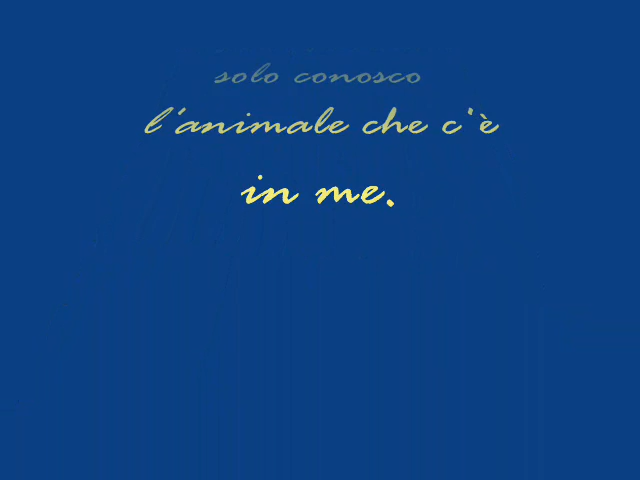 solo conosco
l'animale che c'è
in me.